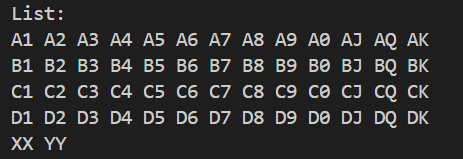 List:
A1 A2 A3 A4 A5 A6 A7 A8 A9 A0 AJ AQ AK
B1 B2 B3 B4 B5 B6 B7 B8 B9 B0 BJ BQ BK
C1 C2 C3 C4 C5 C6 C7 C8 C9 C0 CJ CQ CK
D1 D2 D3 D4 D5 D6 D7 D8 D9 D0 DJ DQ DK
XX YY